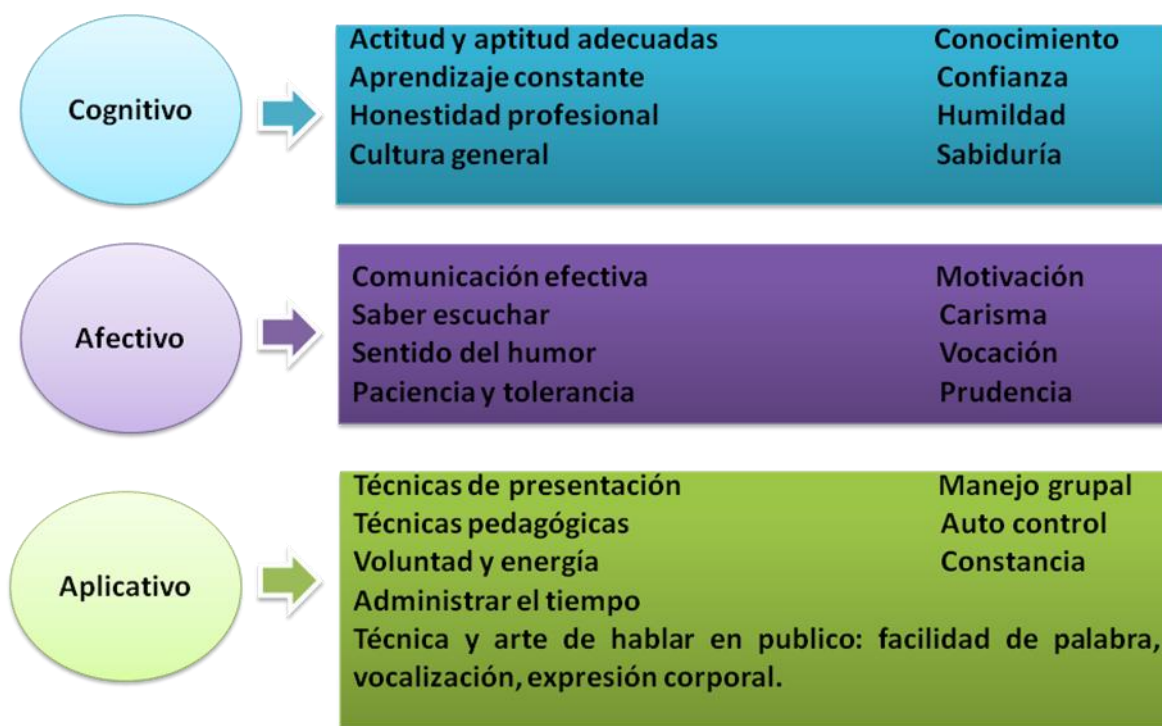 Cognitivo
Actitud y aptitud adecuadas Conocimiento
Aprendizaje constante Confianza
Honestidad profesional Humildad
Cultura general Sabiduría
Afectivo
Comunicación efectiva Motivación
Saber escuchar Carisma
Sentido del humor Vocación
Paciencia y tolerancia Prudencia
Aplicativo
Técnicas de presentación Manejo grupal
Técnicas pedagógicas Auto control
Voluntad y energía Constancia
Administrar el tiempo
Técnica y arte de hablar en publico: facilidad de palabra,
vocalización, expresión corporal.